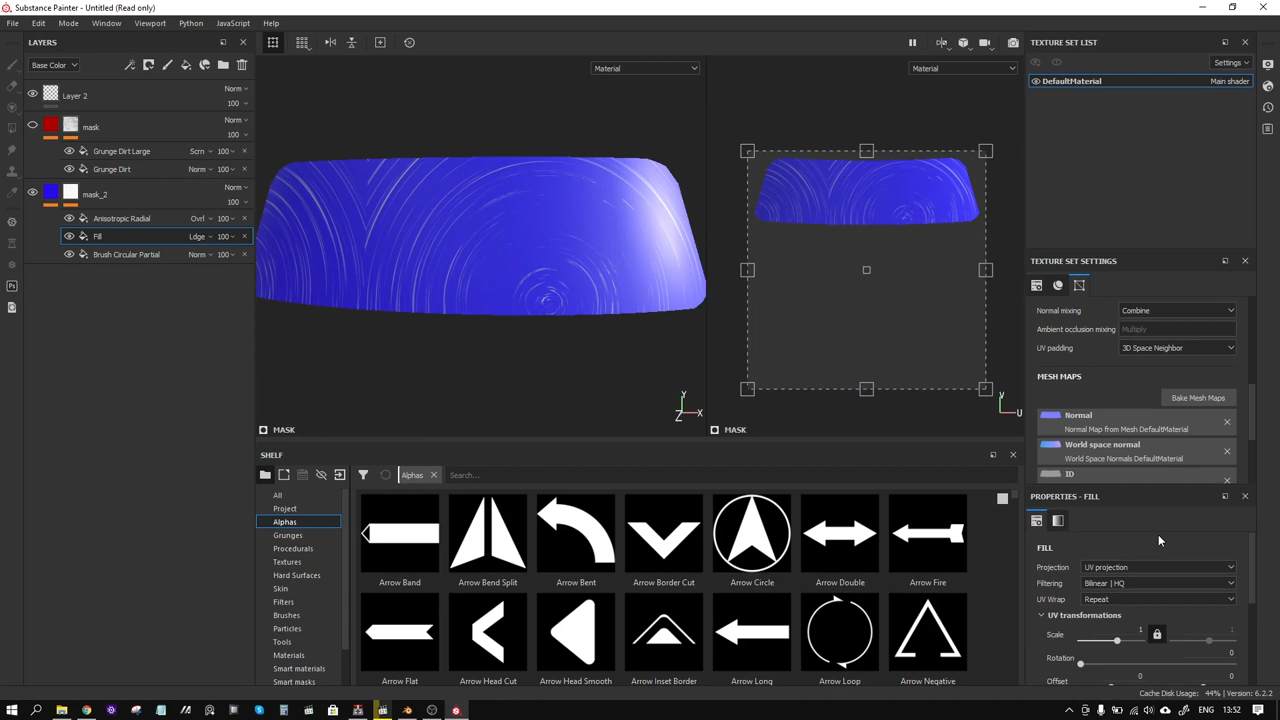 Substance Painter - Untitled (Read only)
File Edit Mode Window Viewport Python JavaScript Help
LAYERS
Base Color
Layer 2 Norm 100
mask Norm 100
Grunge Dirt Large Scrn 100
Grunge Dirt Norm 100
mask_2 Norm 100
Anisotropic Radial Ovrl 100
Fill Ldge 100
Brush Circular Partial Norm 100
Ps
Material
Material
Y
Z X
MASK
V
U
MASK
SHELF
Alphas
Search...
All
Project
Alphas
Grunges
Procedurals
Textures
Hard Surfaces
Skin
Filters
Brushes
Particles
Tools
Materials
Smart materials
Smart masks
Arrow Band Arrow Bend Split Arrow Bent Arrow Border Cut Arrow Circle Arrow Double Arrow Fire
Arrow Flat Arrow Head Cut Arrow Head Smooth Arrow Inset Border Arrow Long Arrow Loop Arrow Negative
TEXTURE SET LIST
Settings
DefaultMaterial Main shader
TEXTURE SET SETTINGS
Normal mixing Combine
Ambient occlusion mixing Multiply
UV padding 3D Space Neighbor
MESH MAPS
Bake Mesh Maps
Normal
Normal Map from Mesh DefaultMaterial
World space normal
World Space Normals DefaultMaterial
ID
PROPERTIES - FILL
FILL
Projection UV projection
Filtering Bilinear | HQ
UV Wrap Repeat
UV transformations
Scale 1 1
Rotation 0
Offset 0 0
Cache Disk Usage: 44% | Version: 6.2.2
ENG 13:52